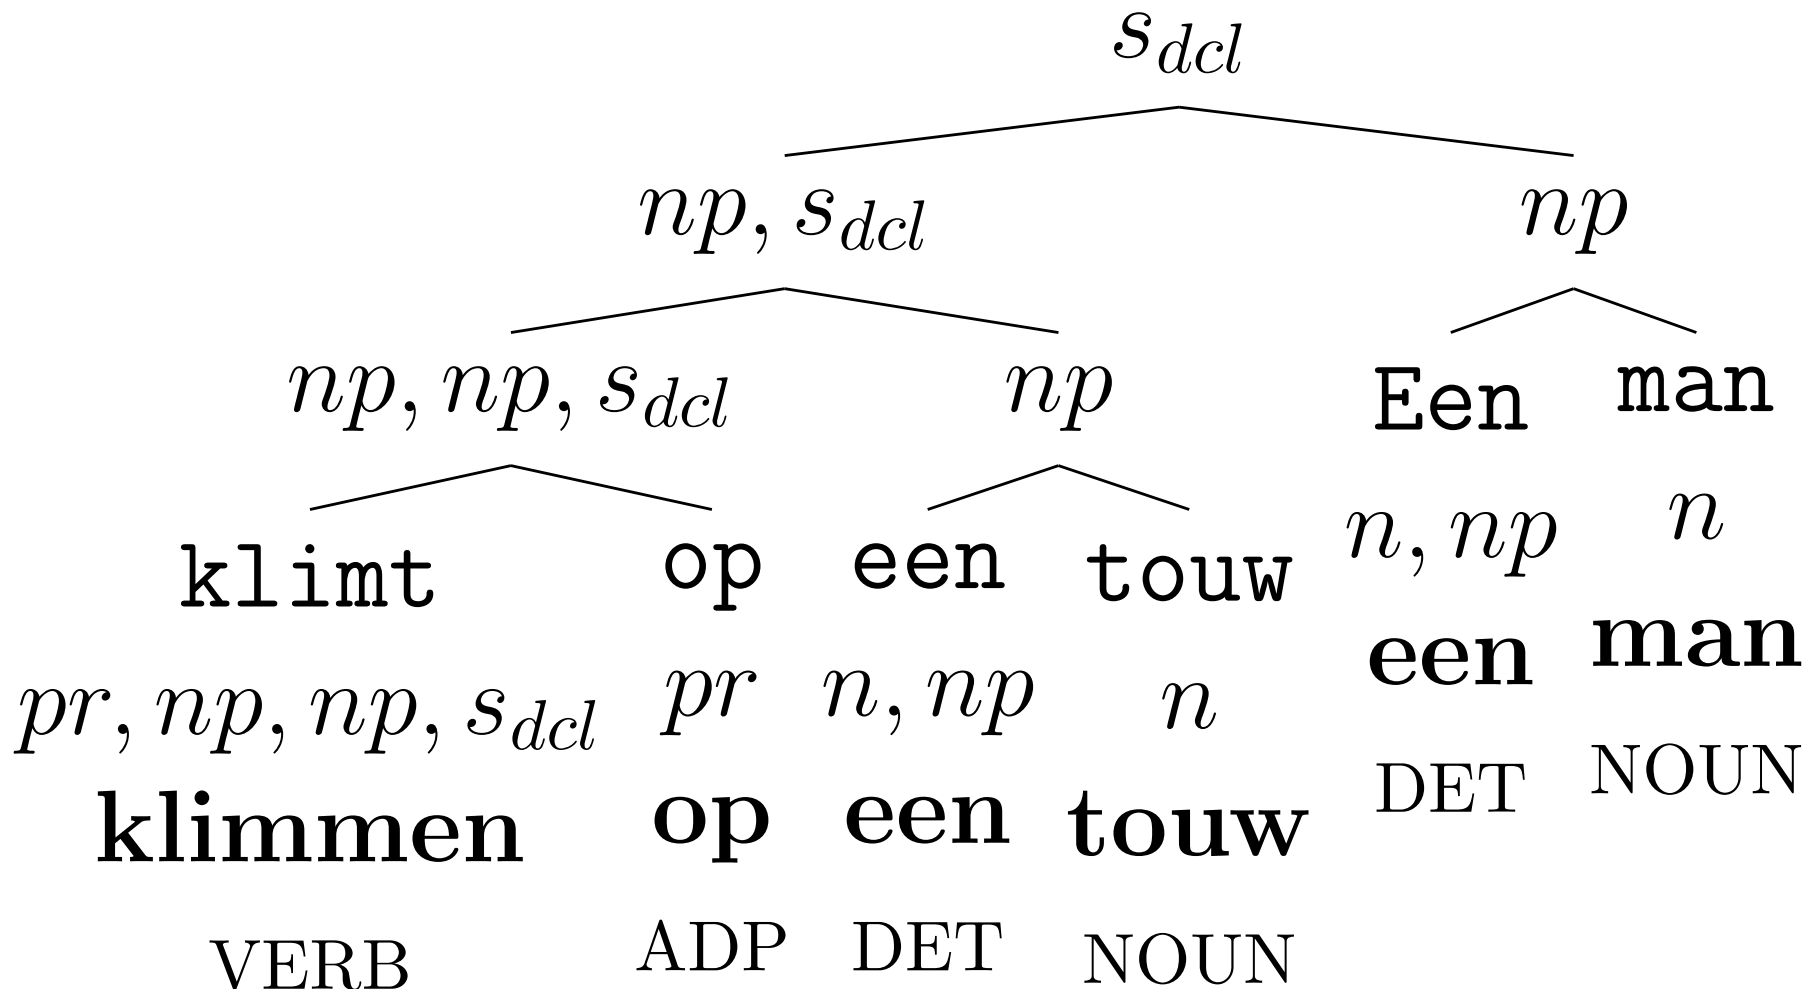 s_dcl
np, s_dcl np
np, np, s_dcl np Een man
klimt op een touw n, np n
pr, np, np, s_dcl pr n, np n een man
klimmen op een touw DET NOUN
VERB ADP DET NOUN